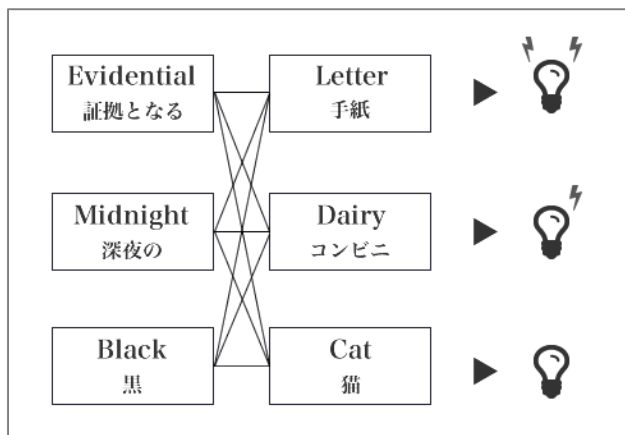 Evidential
証拠となる
Letter
手紙
Midnight
深夜の
Dairy
コンビニ
Black
黒
Cat
猫